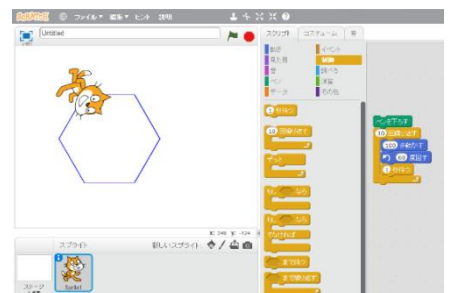 SCRATCH ファイル▼ 編集▼ ヒント 説明
Untitled
スクリプト コスチューム 音
動き イベント
見た目 制御
音 調べる
ペン 演算
データ その他
1 秒待つ
10 回繰り返す
ずっと
もし なら
もし なら
でなければ
まで待つ
まで繰り返す
ペンを下ろす
10 回繰り返す
100 歩動かす
60 度回す
1 秒待つ
X: 240 y: -124
スプライト 新しいスプライト:
ステージ
Sprite1